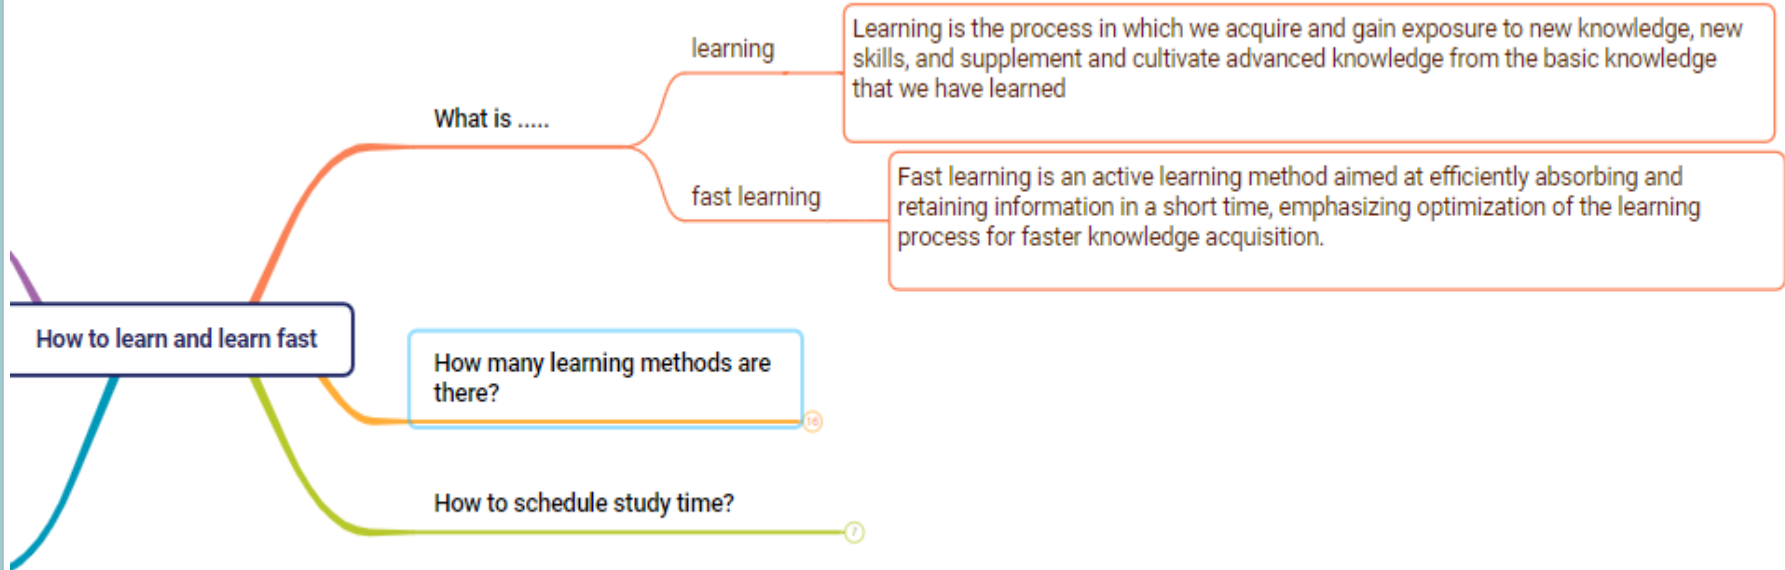 learning
Learning is the process in which we acquire and gain exposure to new knowledge, new
skills, and supplement and cultivate advanced knowledge from the basic knowledge
that we have learned
What is .....
fast learning
Fast learning is an active learning method aimed at efficiently absorbing and
retaining information in a short time, emphasizing optimization of the learning
process for faster knowledge acquisition.
How to learn and learn fast
How many learning methods are
there?
16
How to schedule study time?
7